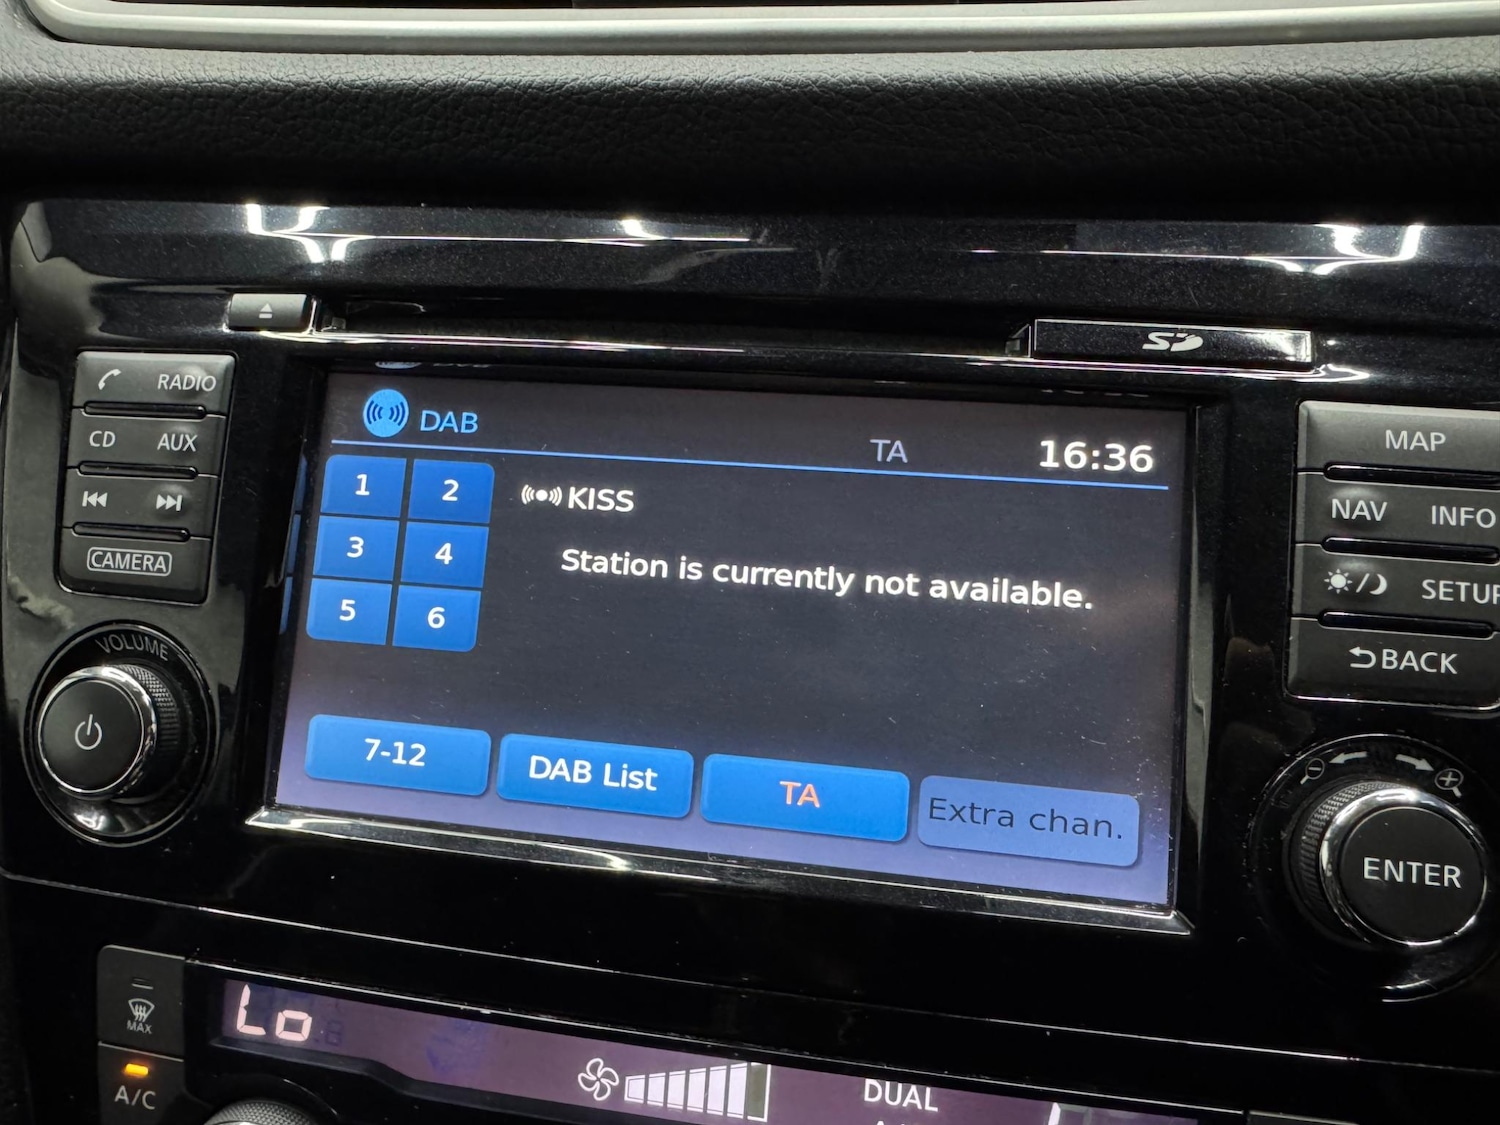 SD
RADIO
CD AUX
CAMERA
VOLUME
DAB
TA 16:36
1 2
3 4
5 6
KISS
Station is currently not available.
7-12 DAB List TA Extra chan.
MAP
NAV INFO
SETUP
BACK
ENTER
MAX
A/C
Lo
DUAL